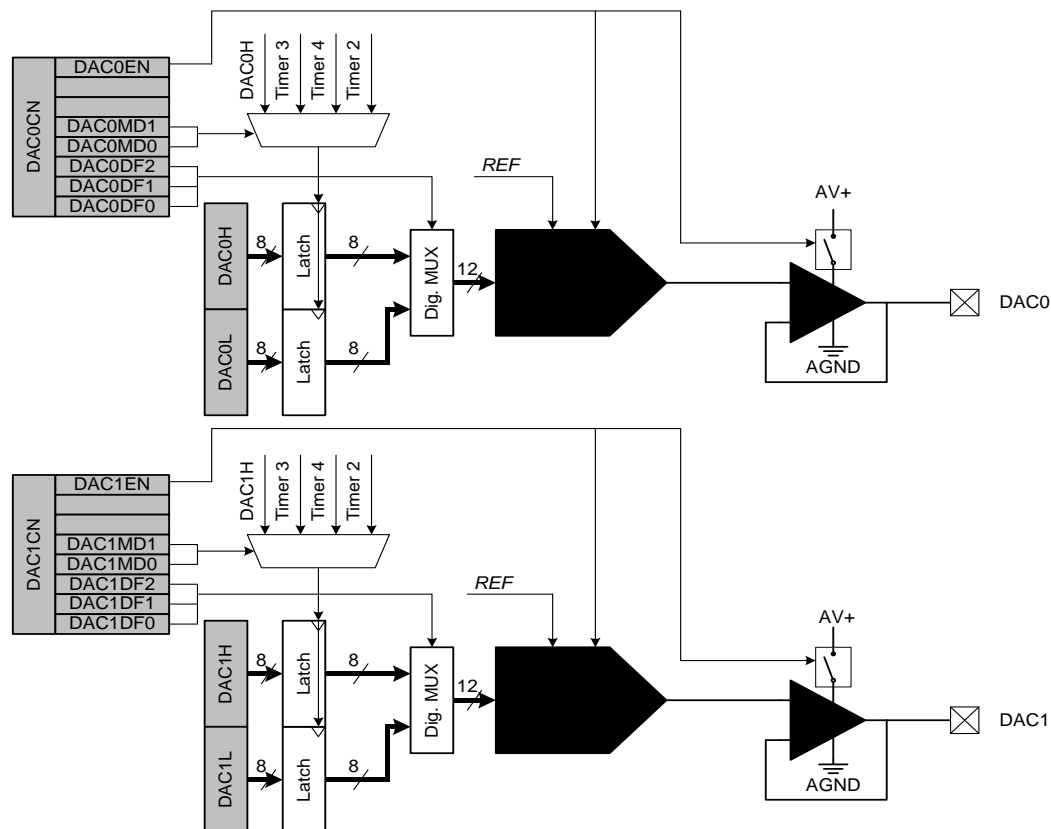 DAC0CN
DAC0EN
DAC0MD1
DAC0MD0
DAC0DF2
DAC0DF1
DAC0DF0
DAC0H
Timer 3
Timer 4
Timer 2
REF
AV+
DAC0H
8
Latch
8
Dig. MUX
12
DAC0
DAC0L
8
Latch
8
AGND
DAC1CN
DAC1EN
DAC1MD1
DAC1MD0
DAC1DF2
DAC1DF1
DAC1DF0
DAC1H
Timer 3
Timer 4
Timer 2
REF
AV+
DAC1H
8
Latch
8
Dig. MUX
12
DAC1
DAC1L
8
Latch
8
AGND